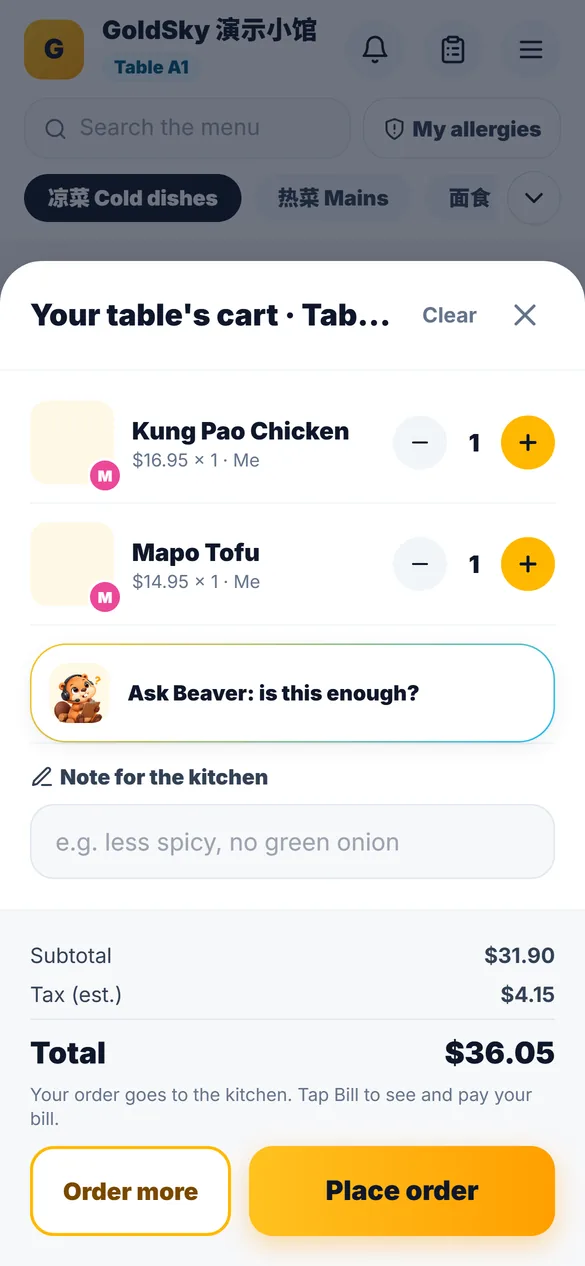 G
GoldSky 演示小馆
Table A1
Search the menu
My allergies
凉菜 Cold dishes
热菜 Mains
面食
Your table's cart · Tab...
Clear
Kung Pao Chicken
$16.95 × 1 · Me
M
− 1 +
Mapo Tofu
$14.95 × 1 · Me
M
− 1 +
Ask Beaver: is this enough?
Note for the kitchen
e.g. less spicy, no green onion
Subtotal $31.90
Tax (est.) $4.15
Total $36.05
Your order goes to the kitchen. Tap Bill to see and pay your
bill.
Order more
Place order